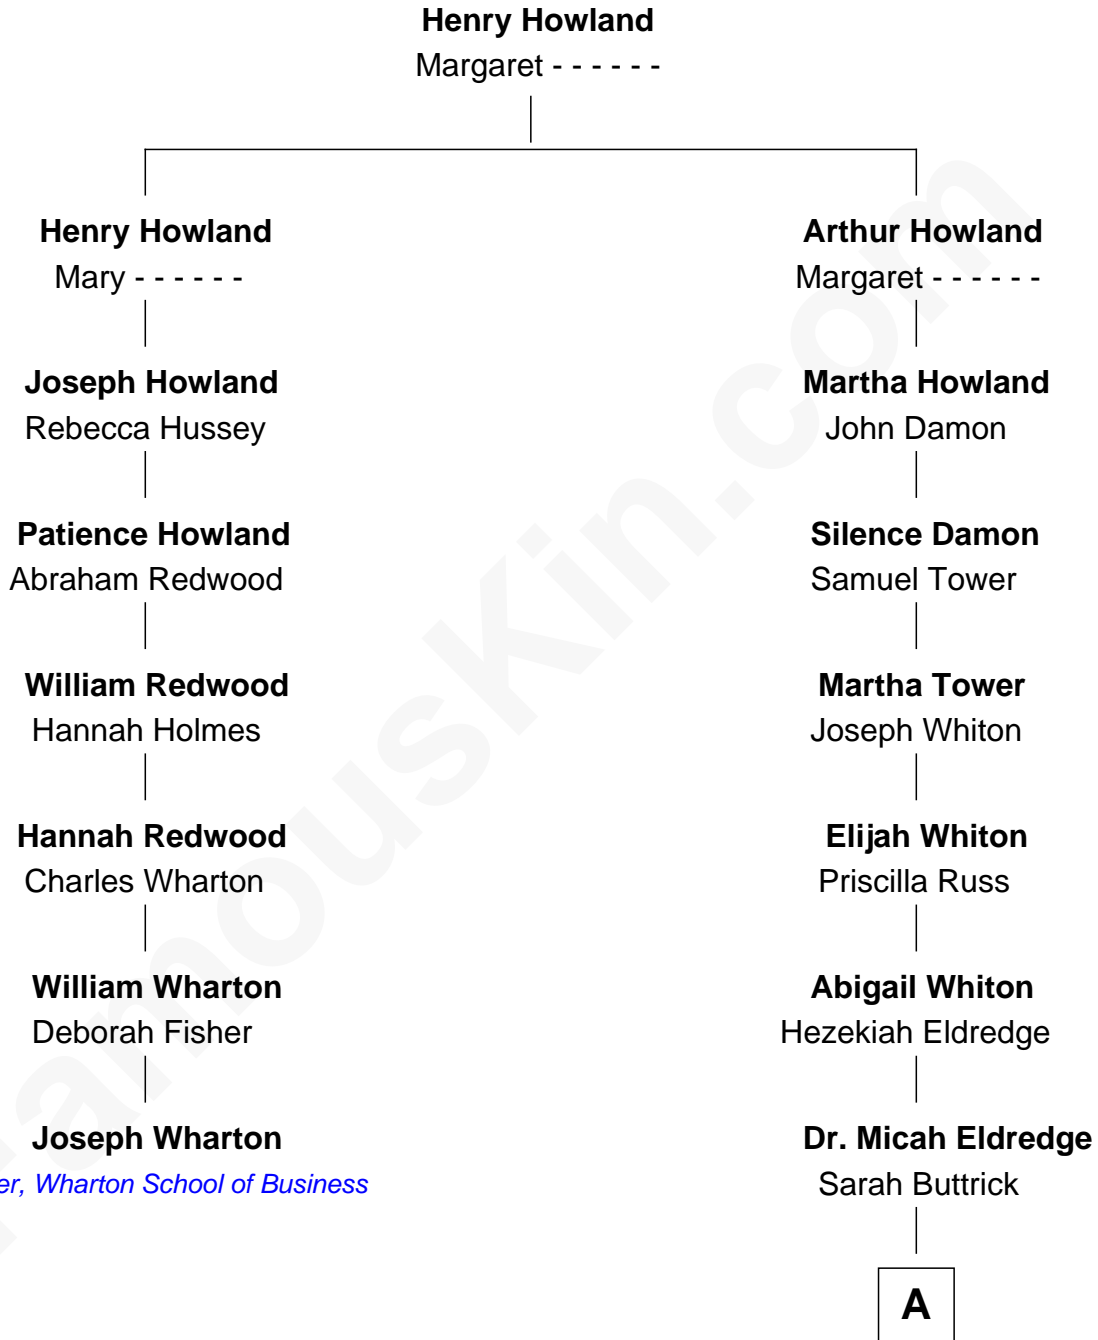 Henry Howland
Margaret - - - - - -
Henry Howland
Mary - - - - - -
Arthur Howland
Margaret - - - - - -
Joseph Howland
Rebecca Hussey
Martha Howland
John Damon
Patience Howland
Abraham Redwood
Silence Damon
Samuel Tower
William Redwood
Hannah Holmes
Martha Tower
Joseph Whiton
Hannah Redwood
Charles Wharton
Elijah Whiton
Priscilla Russ
William Wharton
Deborah Fisher
Abigail Whiton
Hezekiah Eldredge
Joseph Wharton
er, Wharton School of Business
Dr. Micah Eldredge
Sarah Buttrick
A
FamousKin.com